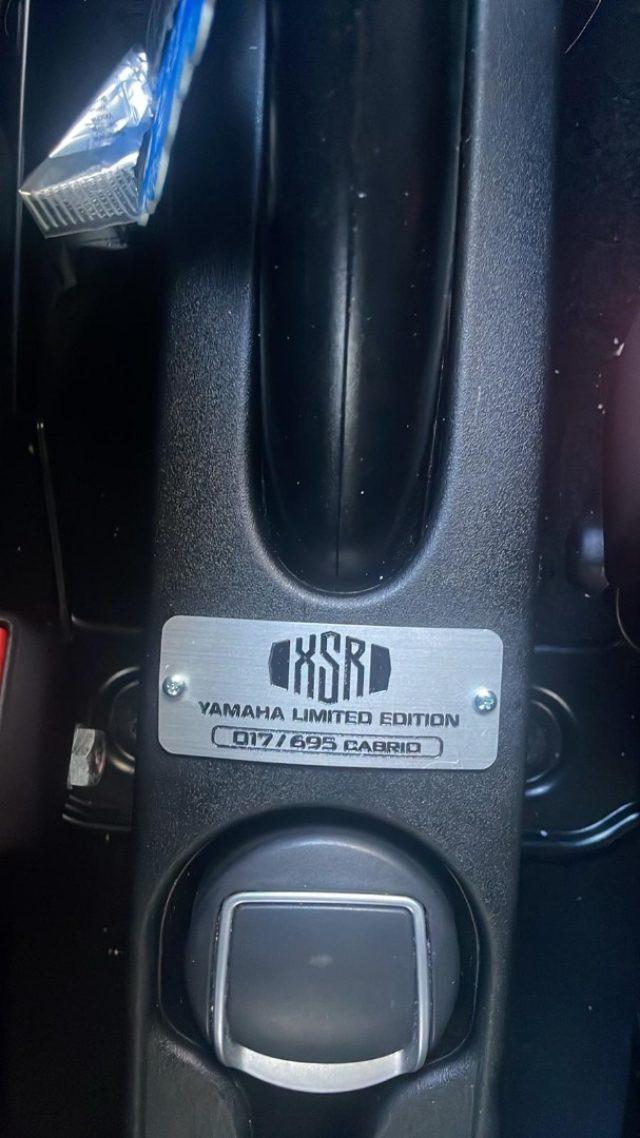 XSR
YAMAHA LIMITED EDITION
017/695 CABRIO